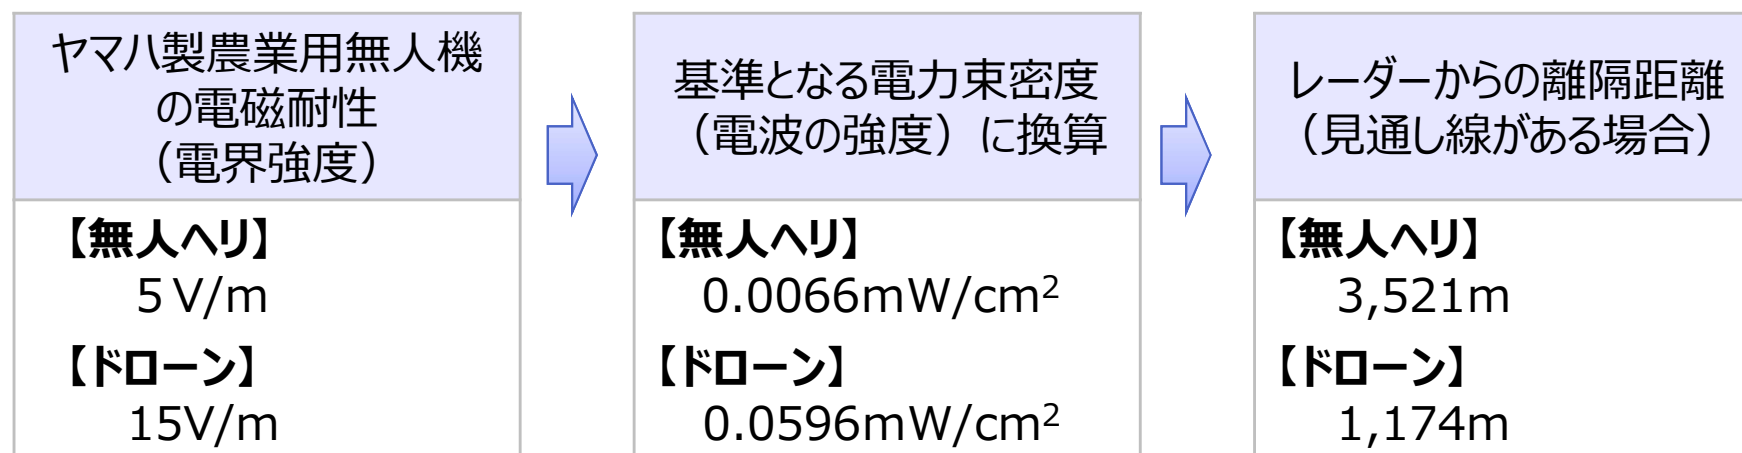 ヤマハ製農業用無人機
の電磁耐性
（電界強度）
【無人ヘリ】
5 V/m
【ドローン】
15V/m
基準となる電力束密度
（電波の強度）に換算
【無人ヘリ】
0.0066mW/cm²
【ドローン】
0.0596mW/cm²
レーダーからの離隔距離
（見通し線がある場合）
【無人ヘリ】
3,521m
【ドローン】
1,174m